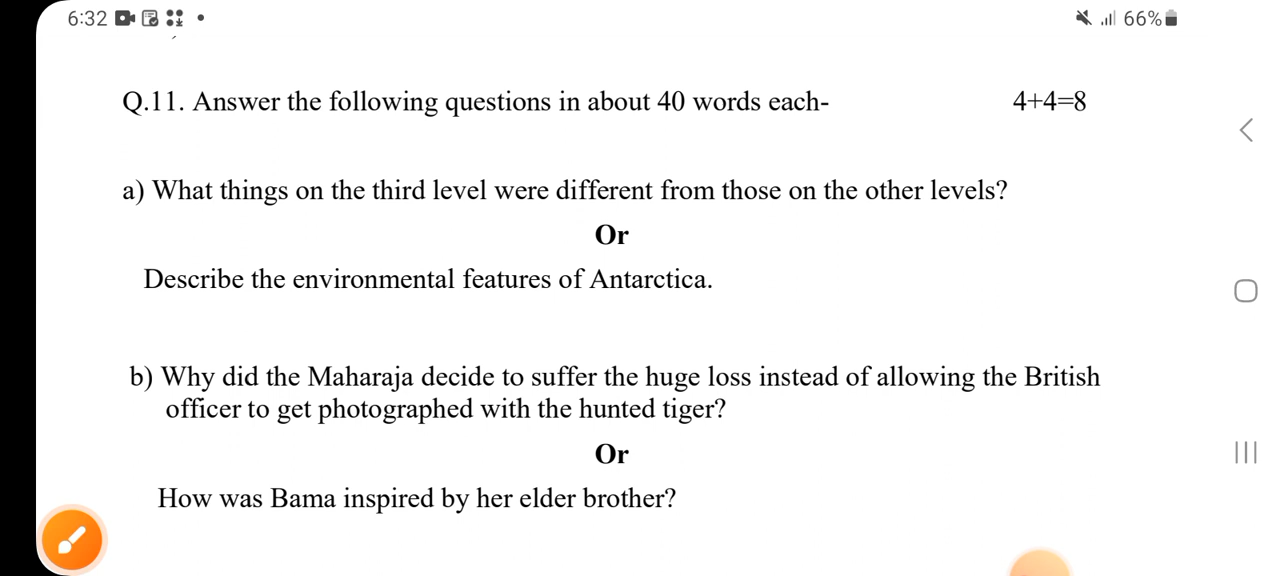 6:32
66%
Q.11. Answer the following questions in about 40 words each- 4+4=8
a) What things on the third level were different from those on the other levels?
Or
Describe the environmental features of Antarctica.
b) Why did the Maharaja decide to suffer the huge loss instead of allowing the British
officer to get photographed with the hunted tiger?
Or
How was Bama inspired by her elder brother?